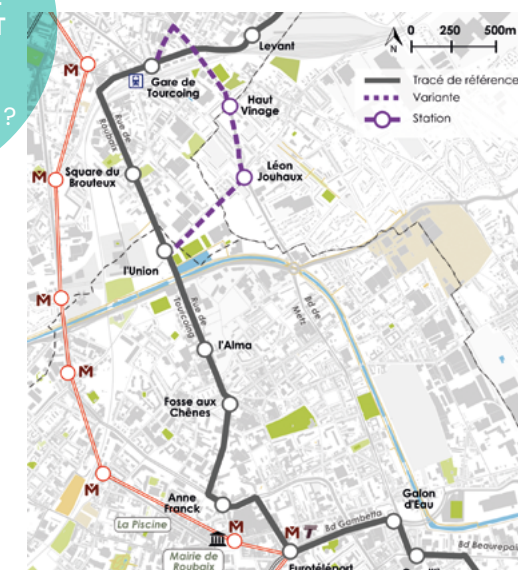 T
?
Levant
N
0 250 500m
Gare de
Tourcoing
Tracé de référence
Variante
Station
M
Haut
Vinage
Rue de
Roubaix
Léon
Jouhaux
M
Square du
Brouteux
l'Union
M
Rue de
Tourcoing
Bd de
Metz
l'Alma
M
Fosse aux
Chênes
M
Anne
Franck
Galon
d'Eau
La Piscine
M
M T
Bd Gambetta
Mairie de
Roubaix
Eurotéléport
Bd Beaurepaire